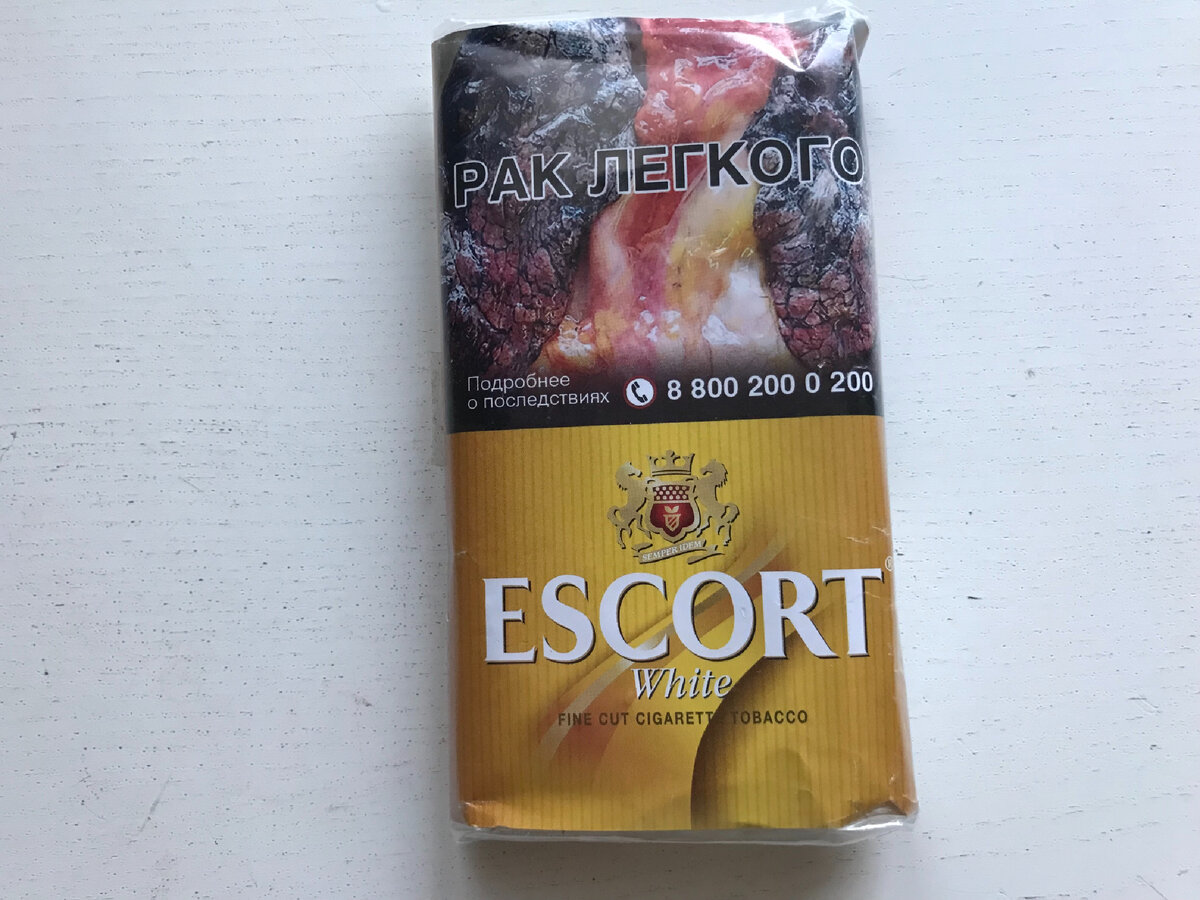 РАК ЛЕГКОГО
Подробнее
о последствиях
8 800 200 0 200
SEMPER IDEM
ESCORT®
White
FINE CUT CIGARETTE TOBACCO